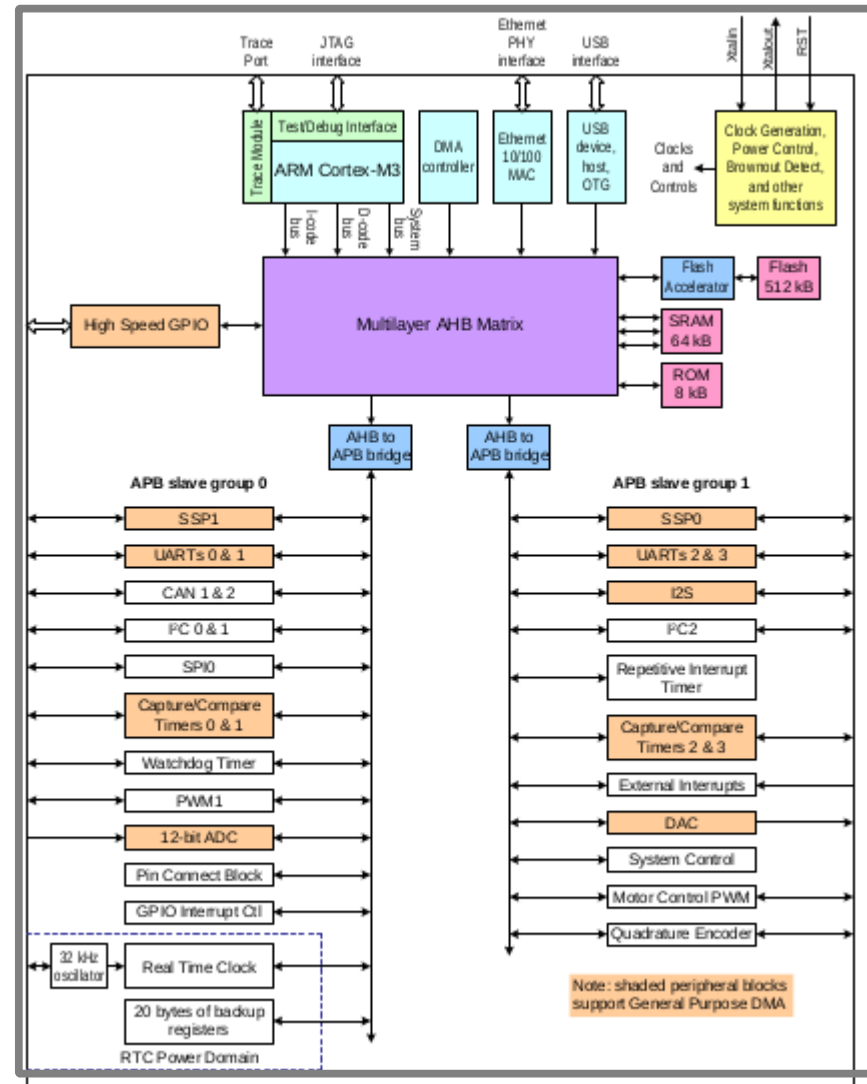 Trace
Port
JTAG
interface
Ethernet
PHY
interface
USB
interface
Xtalin
Xtalout
RST
Trace Module
Test/Debug Interface
ARM Cortex-M3
DMA
controller
Ethernet
10/100
MAC
USB
device,
host,
OTG
Clocks
and
Controls
Clock Generation,
Power Control,
Brownout Detect,
and other
system functions
I-code
bus
D-code
bus
System
bus
High Speed GPIO
Multilayer AHB Matrix
Flash
Accelerator
Flash
512 kB
SRAM
64 kB
ROM
8 kB
AHB to
APB bridge
AHB to
APB bridge
APB slave group 0
SSP1
UARTs 0 & 1
CAN 1 & 2
I²C 0 & 1
SPI0
Capture/Compare
Timers 0 & 1
Watchdog Timer
PWM1
12-bit ADC
Pin Connect Block
GPIO Interrupt Ctl
32 kHz
oscillator
Real Time Clock
20 bytes of backup
registers
RTC Power Domain
APB slave group 1
SSP0
UARTs 2 & 3
I2S
I²C2
Repetitive Interrupt
Timer
Capture/Compare
Timers 2 & 3
External Interrupts
DAC
System Control
Motor Control PWM
Quadrature Encoder
Note: shaded peripheral blocks
support General Purpose DMA